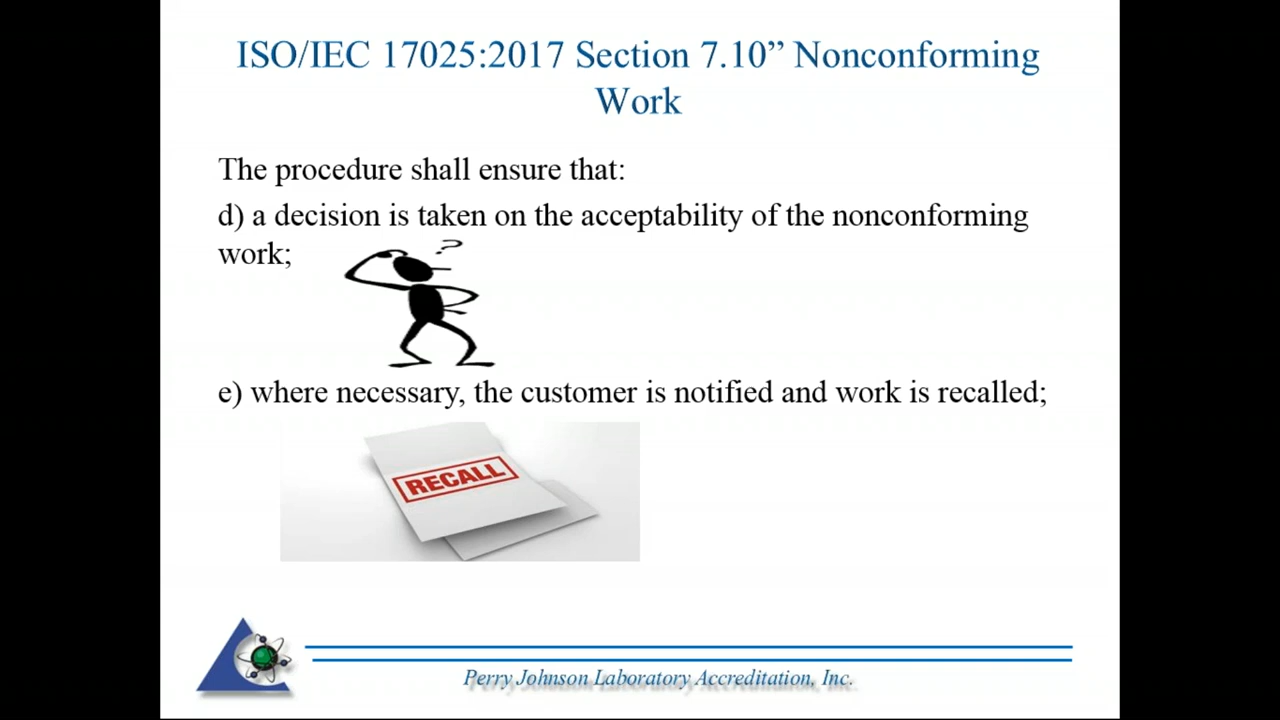 ISO/IEC 17025:2017 Section 7.10” Nonconforming
Work
The procedure shall ensure that:
d) a decision is taken on the acceptability of the nonconforming
work;
?
e) where necessary, the customer is notified and work is recalled;
RECALL
Perry Johnson Laboratory Accreditation, Inc.